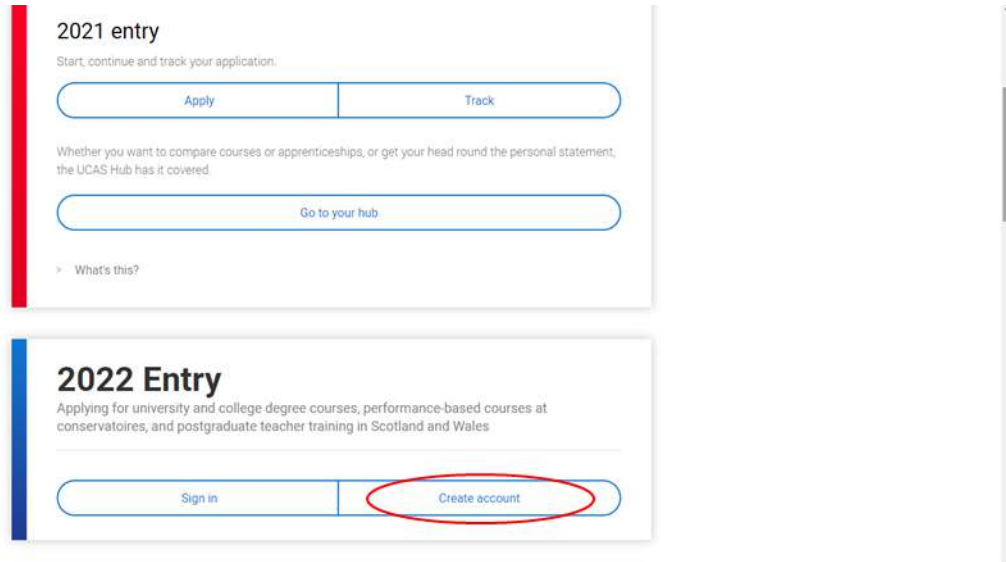 2021 entry
Start, continue and track your application.
Apply
Track
Whether you want to compare courses or apprenticeships, or get your head round the personal statement,
the UCAS Hub has it covered.
Go to your hub
> What's this?
2022 Entry
Applying for university and college degree courses, performance-based courses at
conservatoires, and postgraduate teacher training in Scotland and Wales
Sign in
Create account